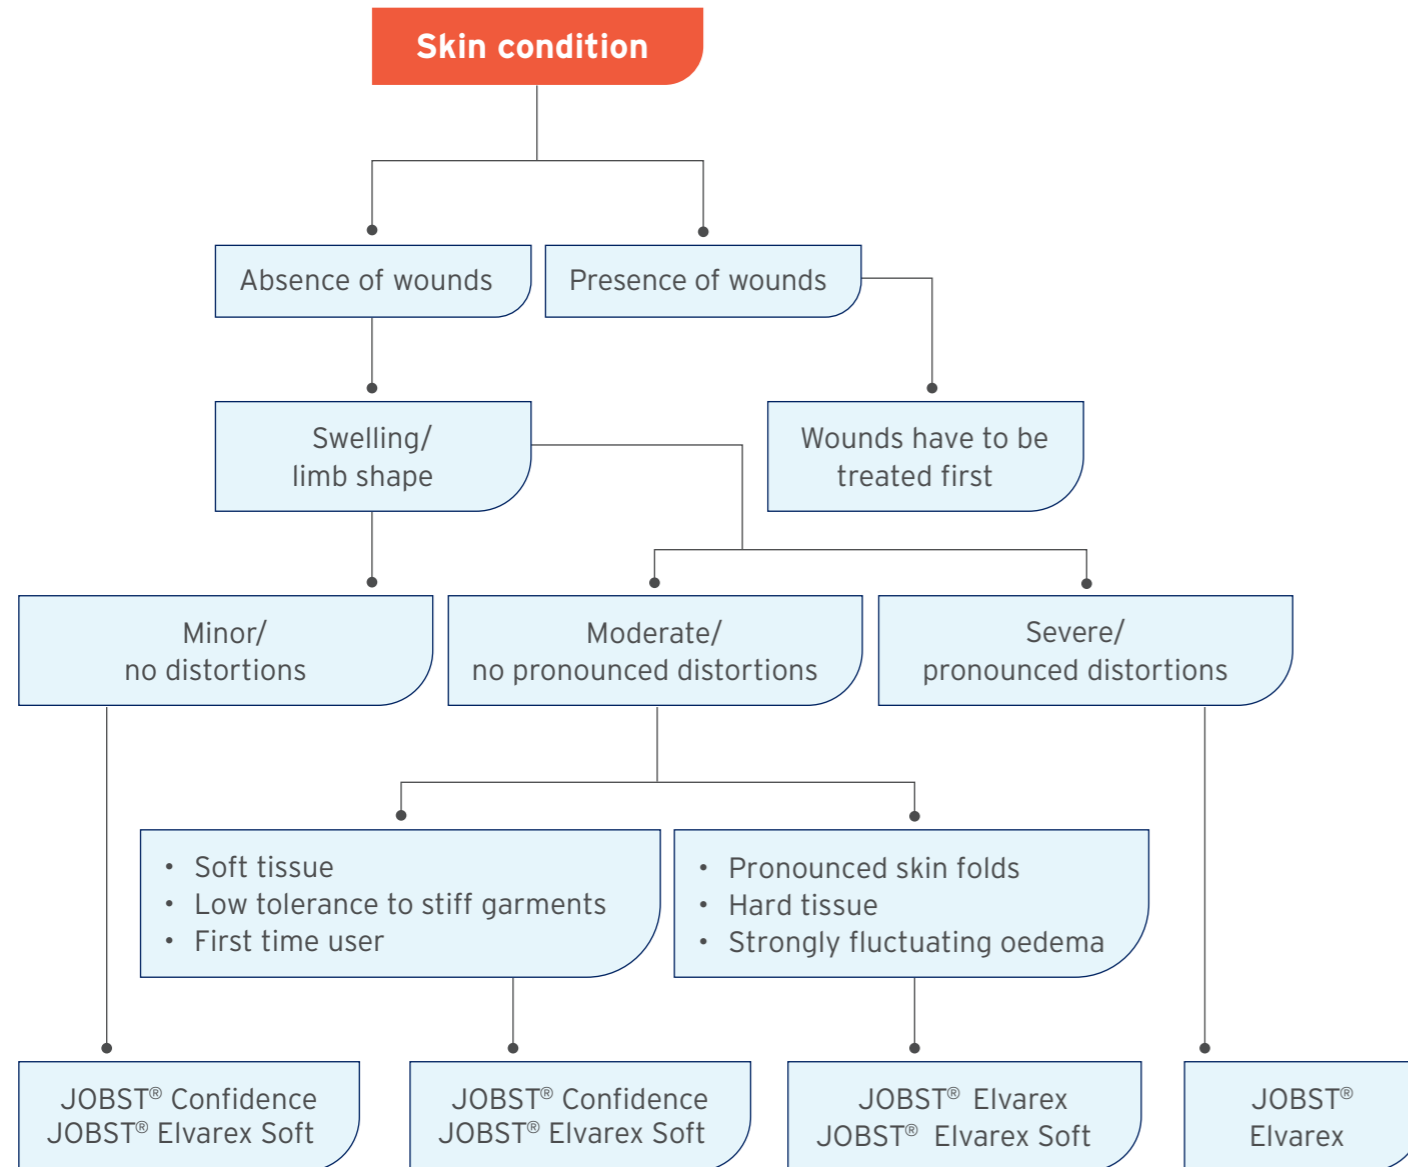 Skin condition
Absence of wounds
Presence of wounds
Swelling/
limb shape
Wounds have to be
treated first
Minor/
no distortions
Moderate/
no pronounced distortions
Severe/
pronounced distortions
• Soft tissue
• Low tolerance to stiff garments
• First time user
• Pronounced skin folds
• Hard tissue
• Strongly fluctuating oedema
JOBST® Confidence
JOBST® Elvarex Soft
JOBST® Confidence
JOBST® Elvarex Soft
JOBST® Elvarex
JOBST® Elvarex Soft
JOBST®
Elvarex